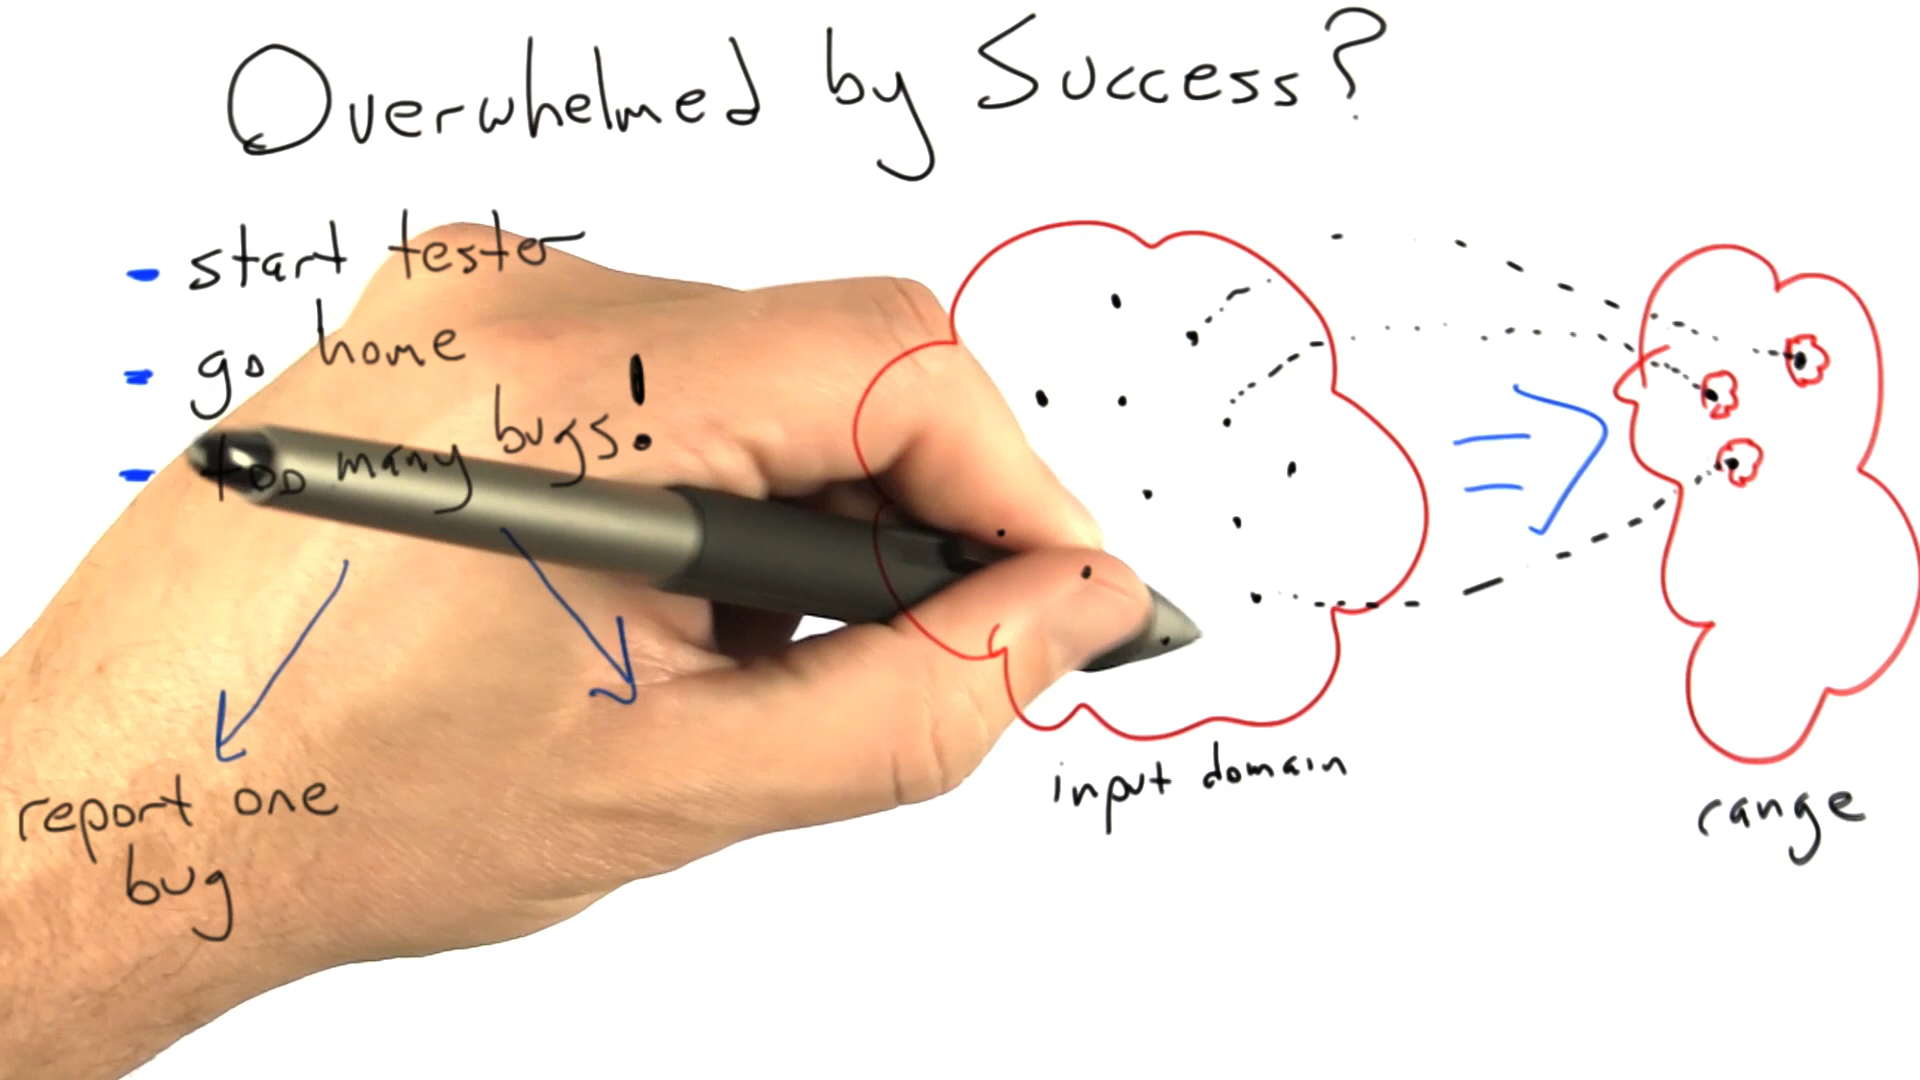 Overwhelmed by Success?
- start tester
- go home
- too many bugs!
report one
bug
input domain
range